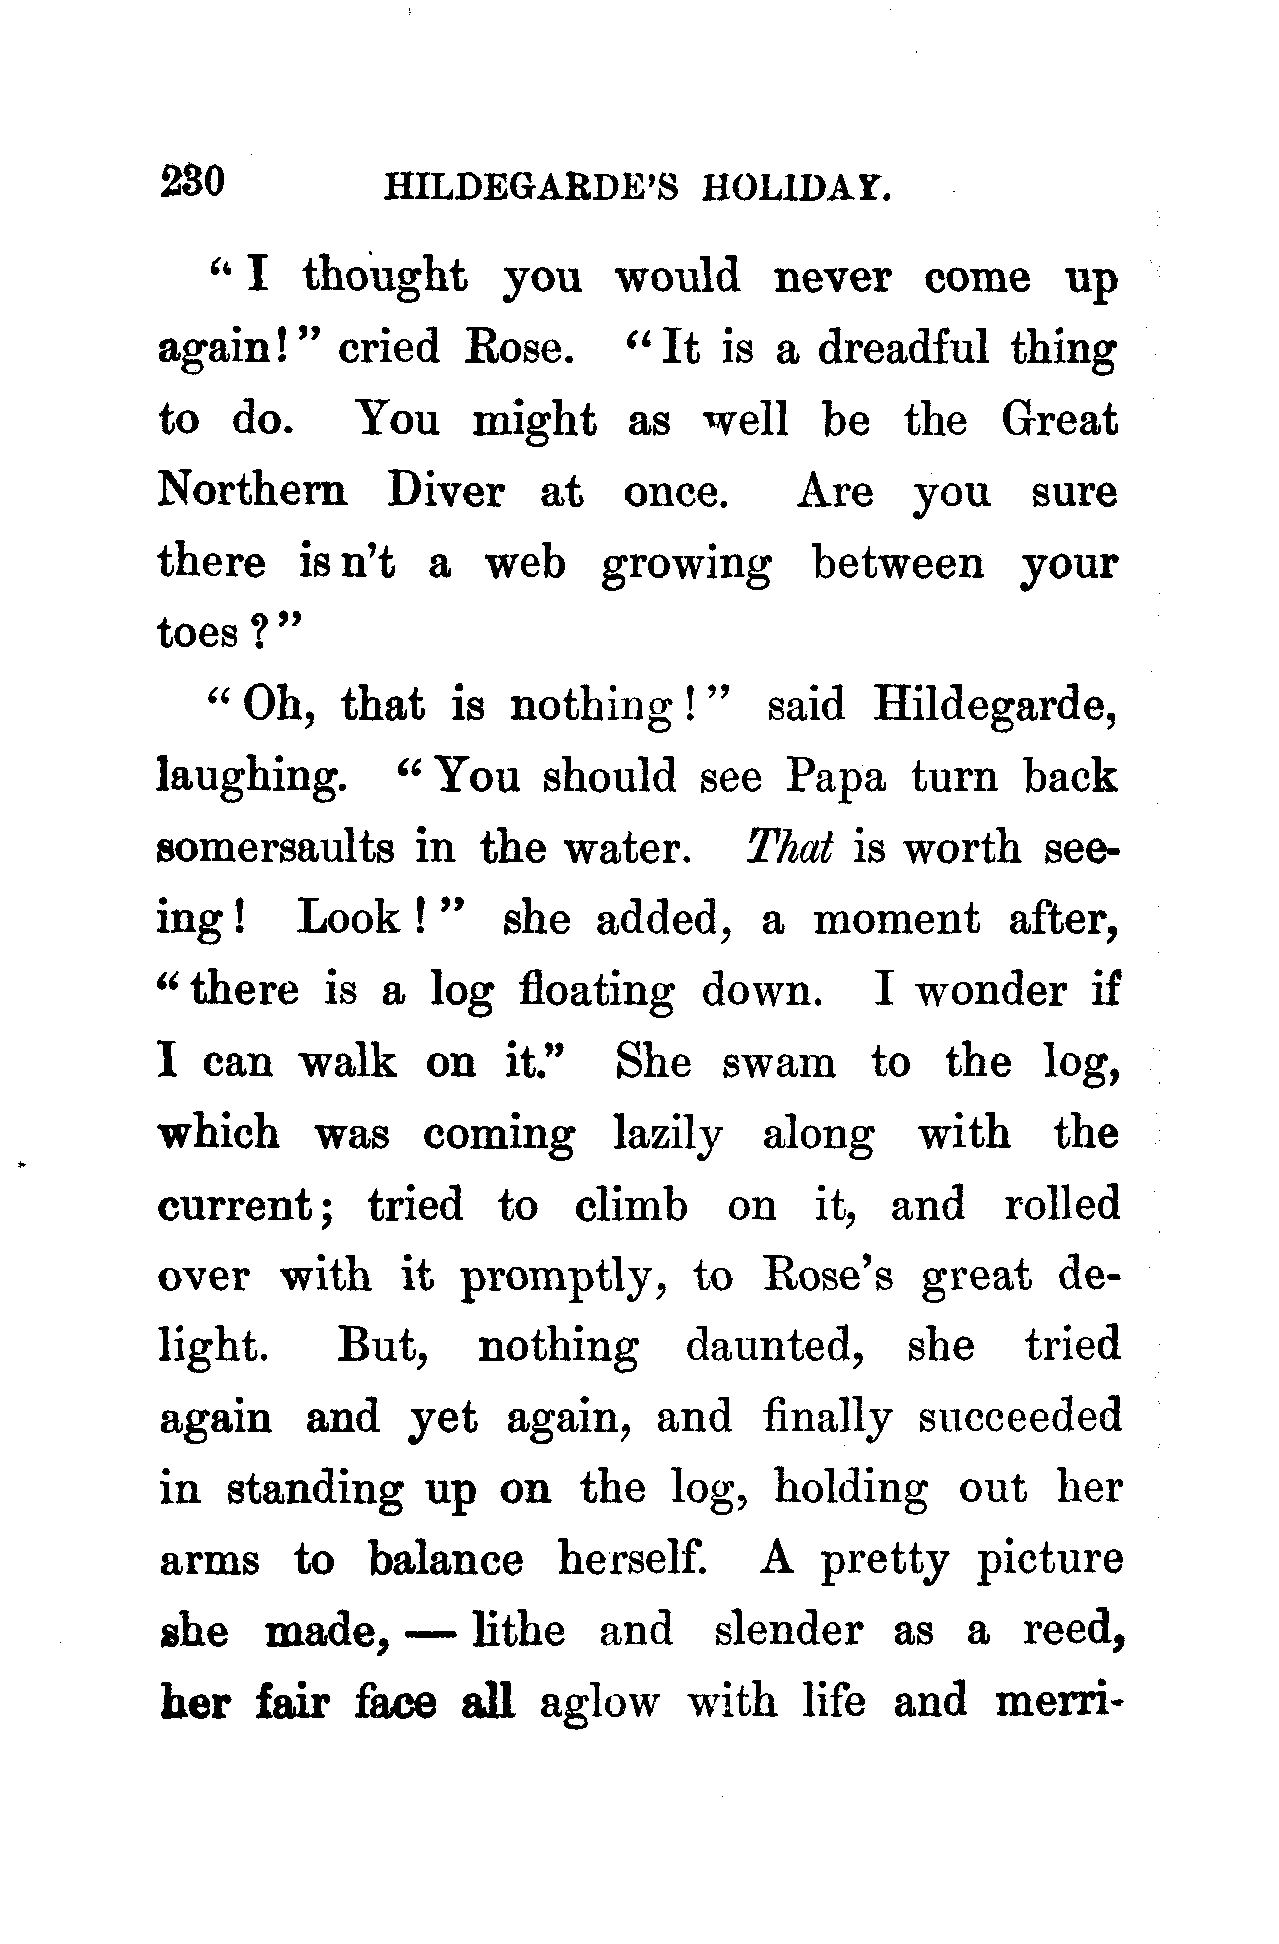 230 HILDEGARDE'S HOLIDAY.
“I thought you would never come up
again!” cried Rose. “It is a dreadful thing
to do. You might as well be the Great
Northern Diver at once. Are you sure
there is n't a web growing between your
toes?”
“Oh, that is nothing!” said Hildegarde,
laughing. “You should see Papa turn back
somersaults in the water. That is worth see-
ing! Look!” she added, a moment after,
“there is a log floating down. I wonder if
I can walk on it.” She swam to the log,
which was coming lazily along with the
current; tried to climb on it, and rolled
over with it promptly, to Rose's great de-
light. But, nothing daunted, she tried
again and yet again, and finally succeeded
in standing up on the log, holding out her
arms to balance herself. A pretty picture
she made, — lithe and slender as a reed,
her fair face all aglow with life and merri-